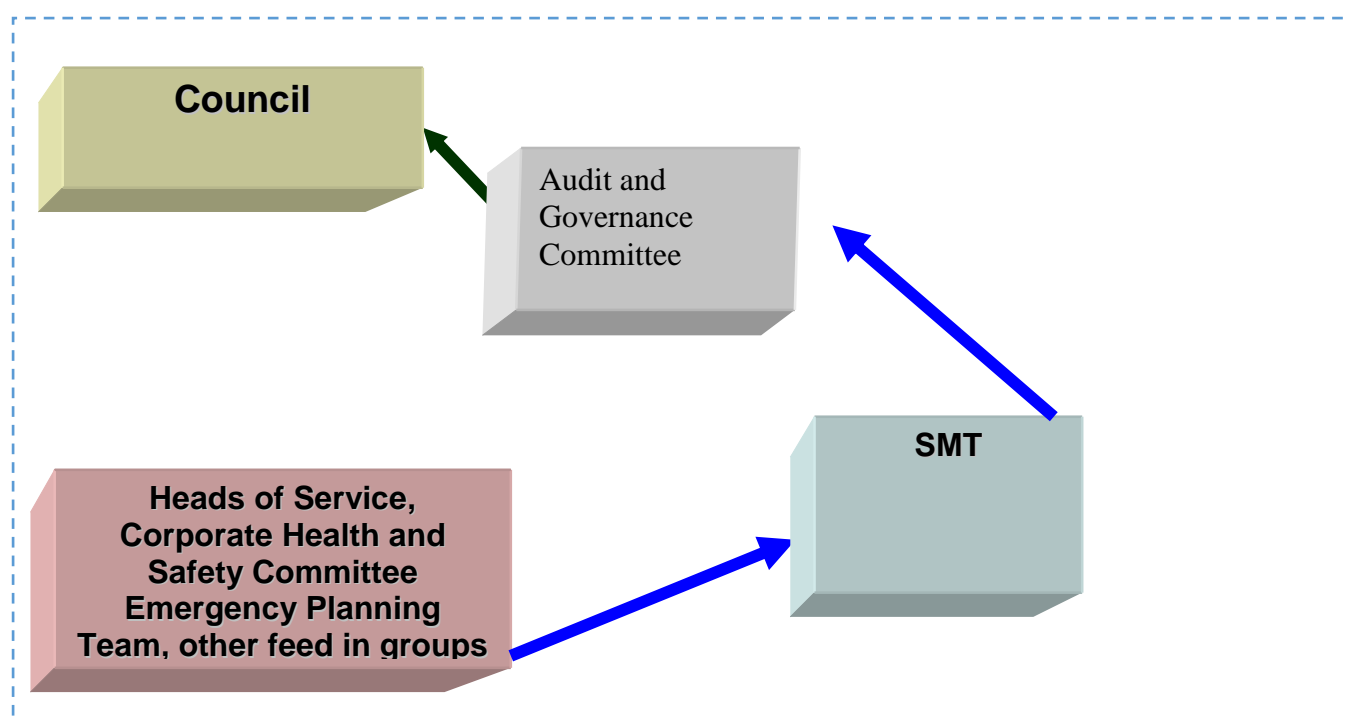 Council
Audit and
Governance
Committee
SMT
Heads of Service,
Corporate Health and
Safety Committee
Emergency Planning
Team, other feed in groups